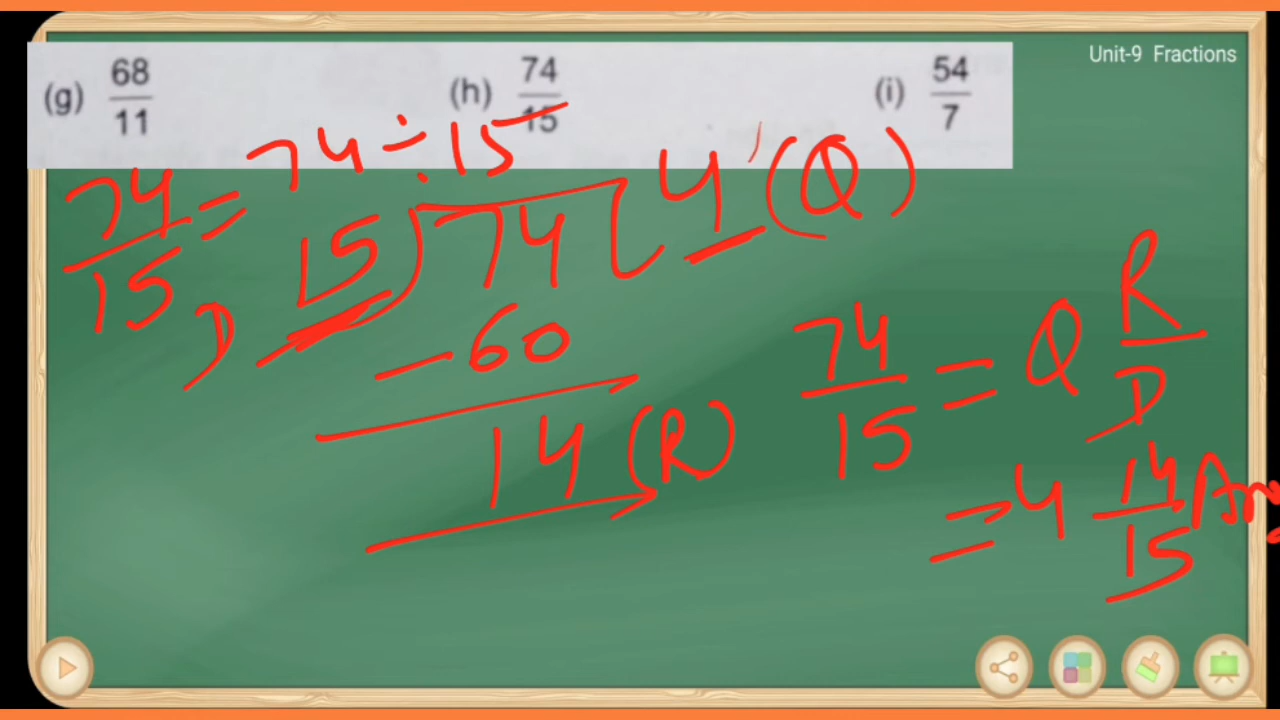 Unit-9 Fractions
(g) 68/11 (h) 74/15 (i) 54/7
74/15 = 74 ÷ 15
D 15) 74 ( 4 (Q)
- 60
14 (R)
74/15 = Q R/D
= 4 14/15 Ans